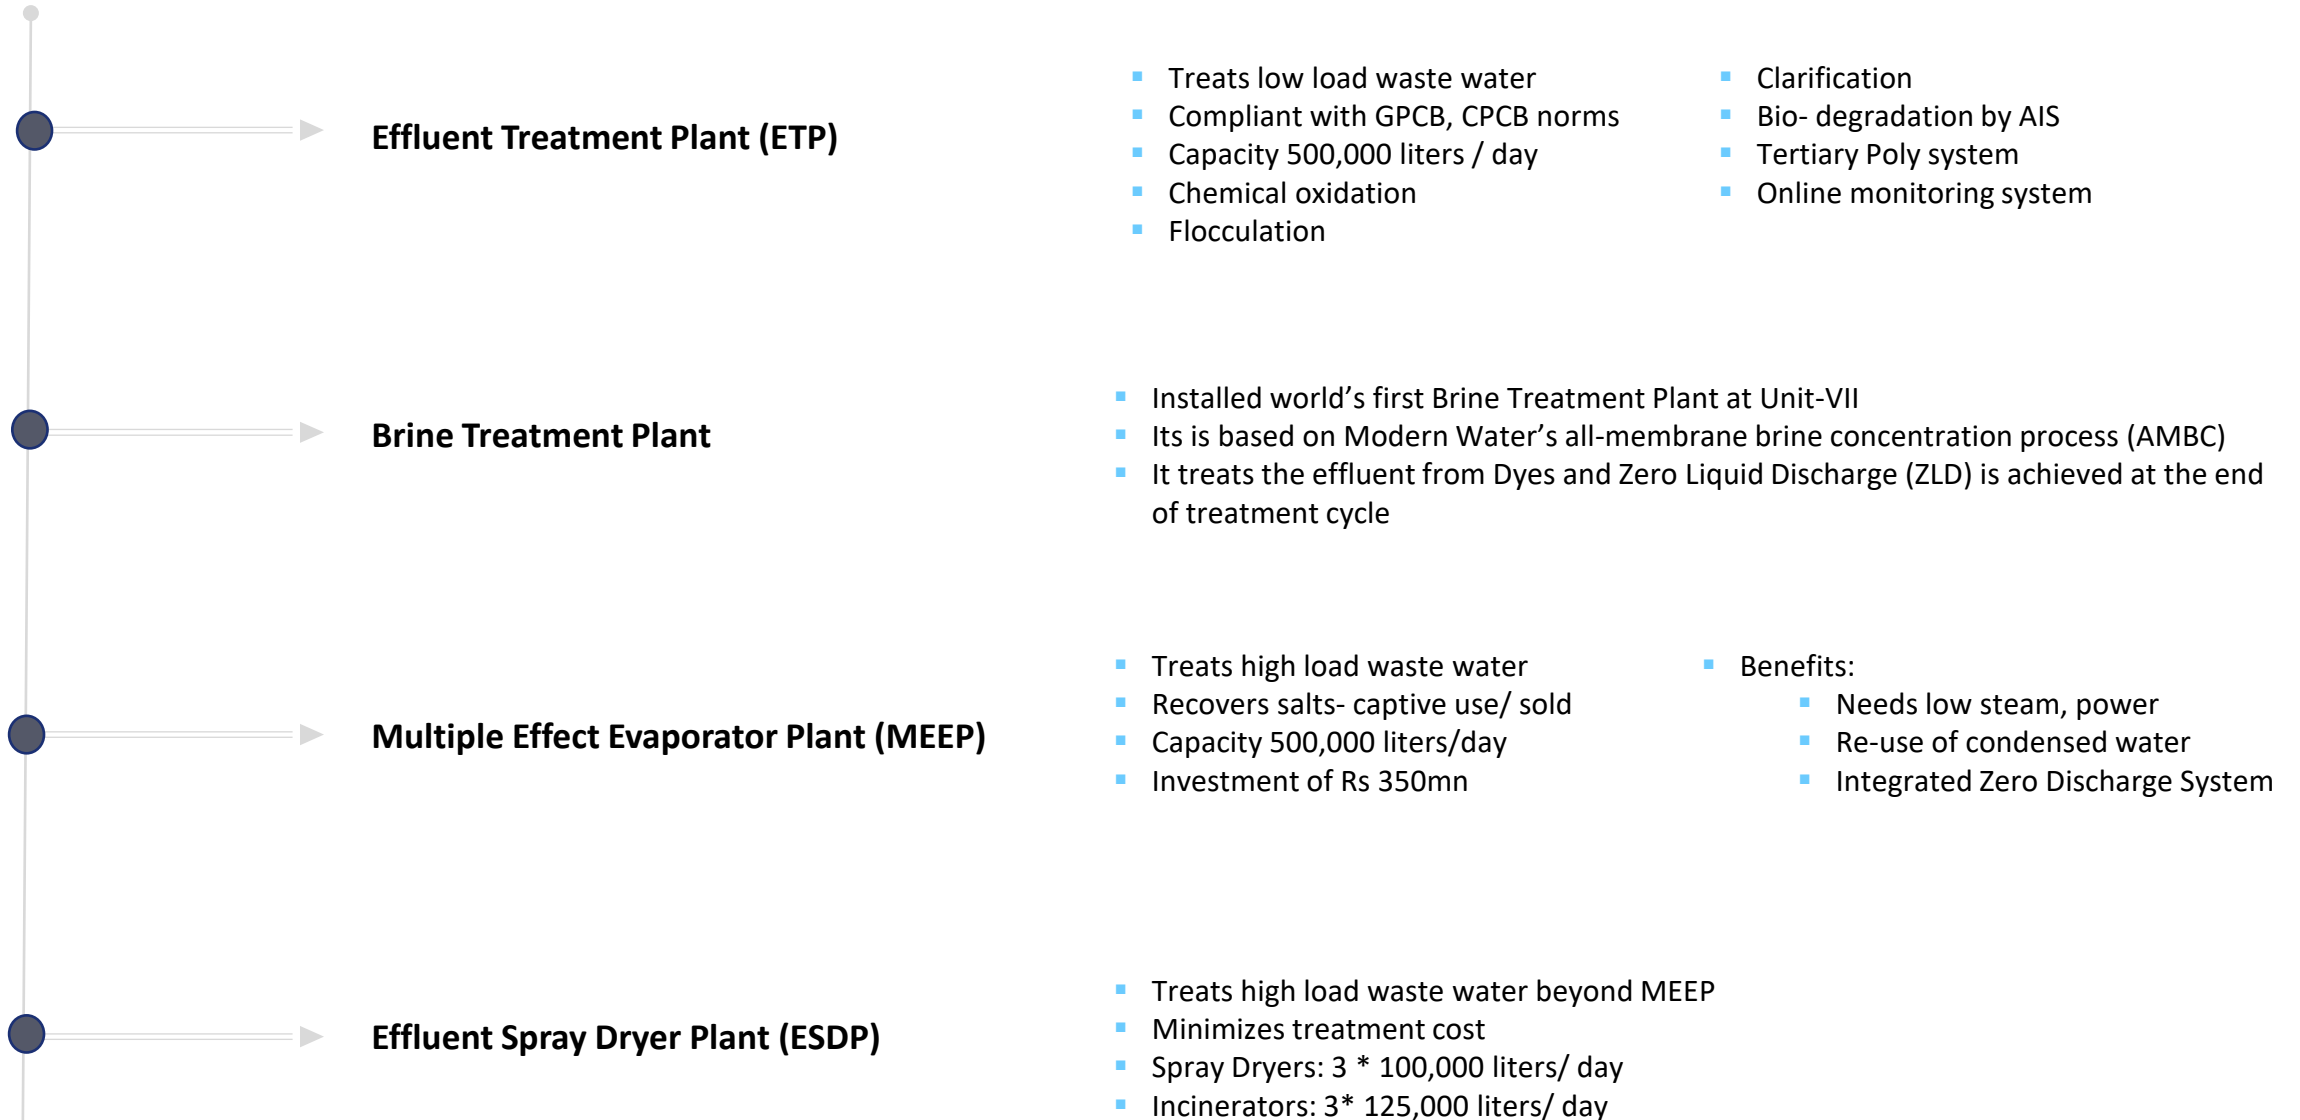 Effluent Treatment Plant (ETP)
Treats low load waste water
Compliant with GPCB, CPCB norms
Capacity 500,000 liters / day
Chemical oxidation
Flocculation
Clarification
Bio- degradation by AIS
Tertiary Poly system
Online monitoring system
Brine Treatment Plant
Installed world’s first Brine Treatment Plant at Unit-VII
Its is based on Modern Water’s all-membrane brine concentration process (AMBC)
It treats the effluent from Dyes and Zero Liquid Discharge (ZLD) is achieved at the end
of treatment cycle
Multiple Effect Evaporator Plant (MEEP)
Treats high load waste water
Recovers salts- captive use/ sold
Capacity 500,000 liters/day
Investment of Rs 350mn
Benefits:
Needs low steam, power
Re-use of condensed water
Integrated Zero Discharge System
Effluent Spray Dryer Plant (ESDP)
Treats high load waste water beyond MEEP
Minimizes treatment cost
Spray Dryers: 3 * 100,000 liters/ day
Incinerators: 3* 125,000 liters/ day